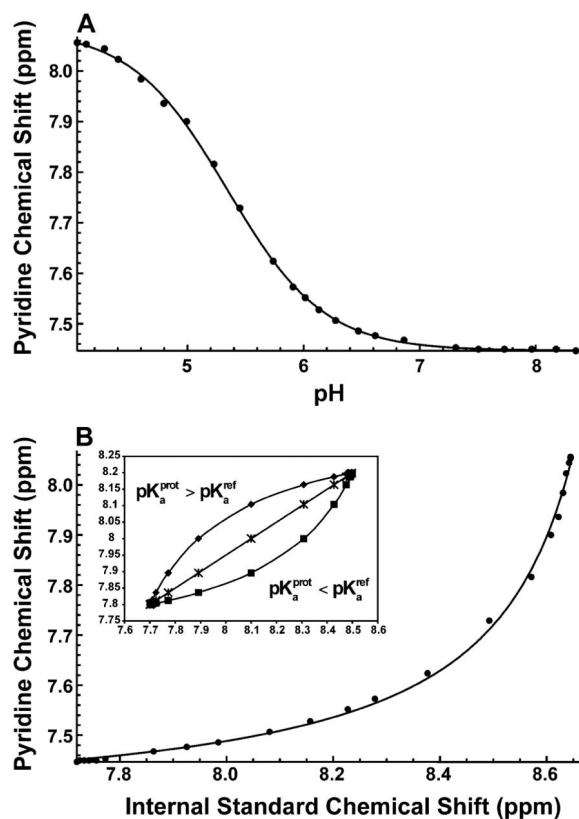 A
Pyridine Chemical Shift (ppm)
8.0
7.9
7.8
7.7
7.6
7.5
5 6 7 8
pH
B
Pyridine Chemical Shift (ppm)
8.0
7.9
7.8
7.7
7.6
7.5
8.25
8.2
8.15
8.1
8.05
8
7.95
7.9
7.85
7.8
7.75
7.6 7.7 7.8 7.9 8 8.1 8.2 8.3 8.4 8.5 8.6
pKₐᵖʳᵒᵗ > pKₐʳᵉᶠ
pKₐᵖʳᵒᵗ < pKₐʳᵉᶠ
7.8 8.0 8.2 8.4 8.6
Internal Standard Chemical Shift (ppm)